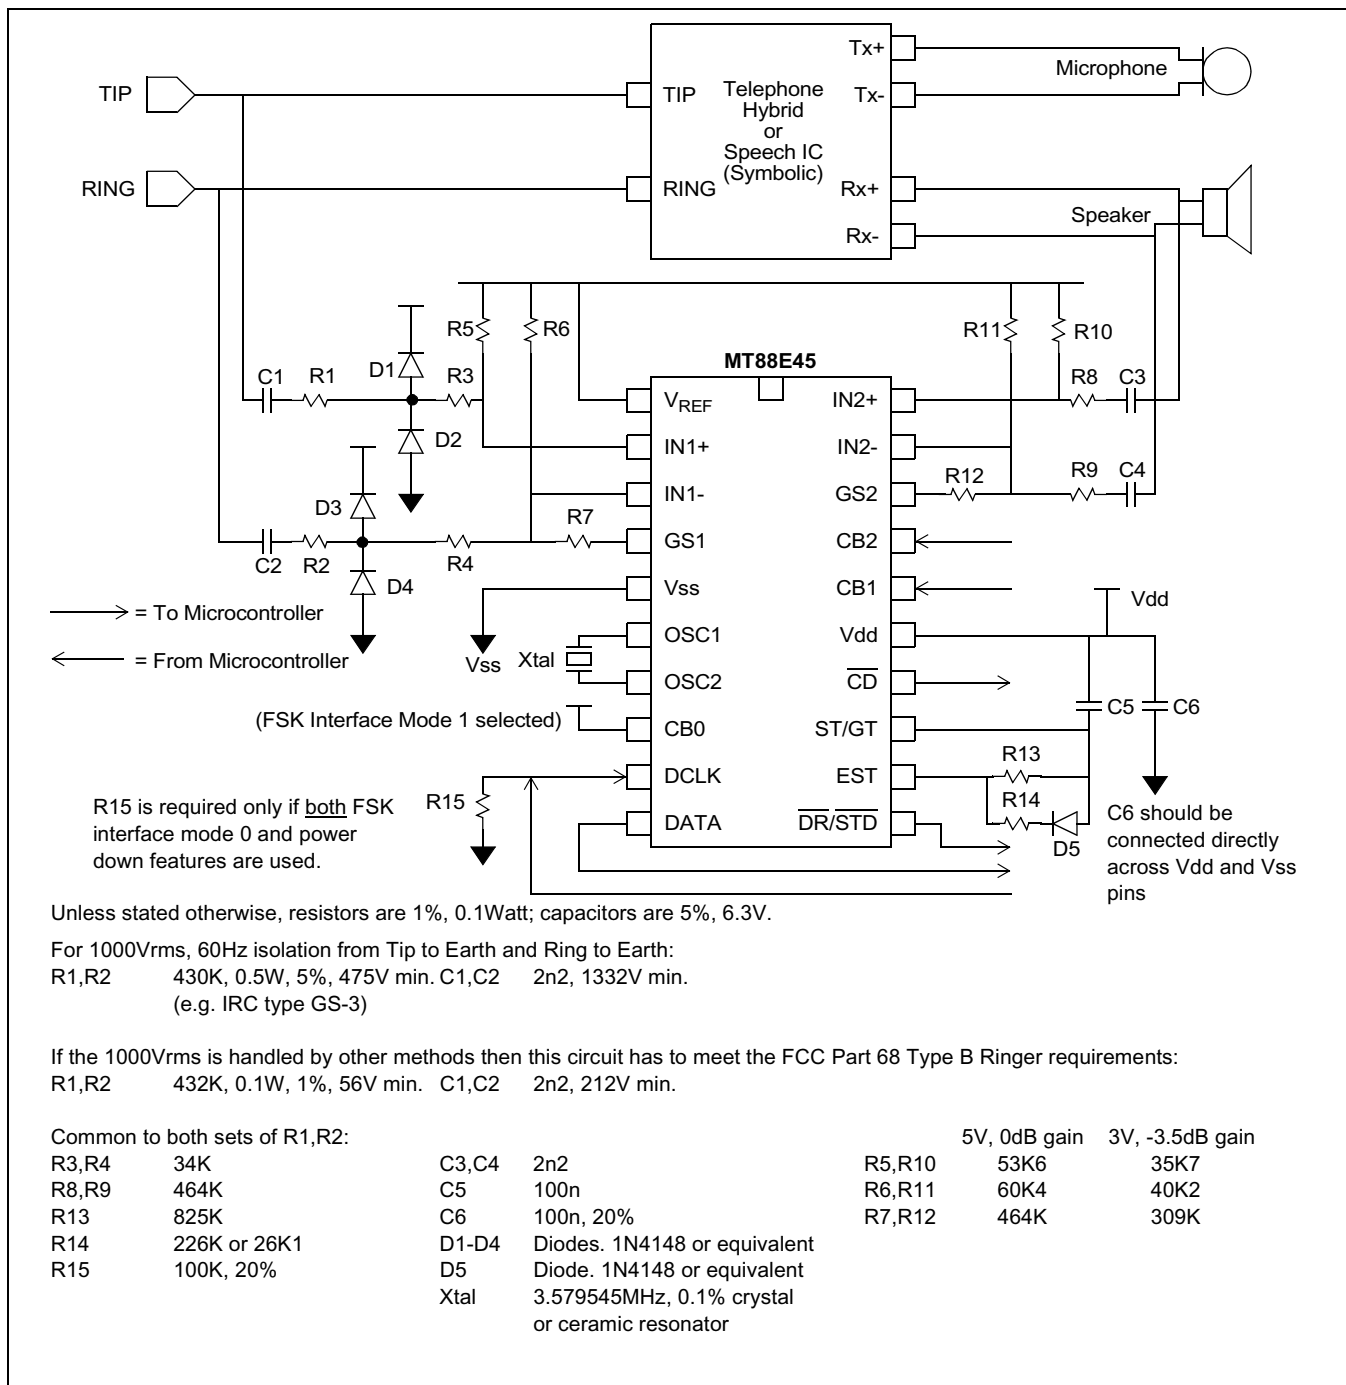 Tx+
Microphone
TIP
TIP
Telephone
Hybrid
or
Speech IC
(Symbolic)
Tx-
RING
RING
Rx+
Speaker
Rx-
R5
R6
R11
R10
MT88E45
C1
R1
D1
R3
R8
C3
VREF
IN2+
D2
IN1+
IN2-
R12
R9
C4
D3
IN1-
GS2
R7
GS1
CB2
C2
R2
R4
D4
Vss
CB1
Vdd
= To Microcontroller
OSC1
Vdd
Vss
Xtal
= From Microcontroller
OSC2
CD
C5
C6
(FSK Interface Mode 1 selected)
CB0
ST/GT
R13
DCLK
EST
R15
R14
R15 is required only if both FSK
interface mode 0 and power
down features are used.
DATA
DR/STD
D5
C6 should be
connected directly
across Vdd and Vss
pins
Unless stated otherwise, resistors are 1%, 0.1Watt; capacitors are 5%, 6.3V.
For 1000Vrms, 60Hz isolation from Tip to Earth and Ring to Earth:
R1,R2 430K, 0.5W, 5%, 475V min. C1,C2 2n2, 1332V min.
(e.g. IRC type GS-3)
If the 1000Vrms is handled by other methods then this circuit has to meet the FCC Part 68 Type B Ringer requirements:
R1,R2 432K, 0.1W, 1%, 56V min. C1,C2 2n2, 212V min.
Common to both sets of R1,R2: 5V, 0dB gain 3V, -3.5dB gain
R3,R4 34K C3,C4 2n2 R5,R10 53K6 35K7
R8,R9 464K C5 100n R6,R11 60K4 40K2
R13 825K C6 100n, 20% R7,R12 464K 309K
R14 226K or 26K1 D1-D4 Diodes. 1N4148 or equivalent
R15 100K, 20% D5 Diode. 1N4148 or equivalent
Xtal 3.579545MHz, 0.1% crystal
or ceramic resonator